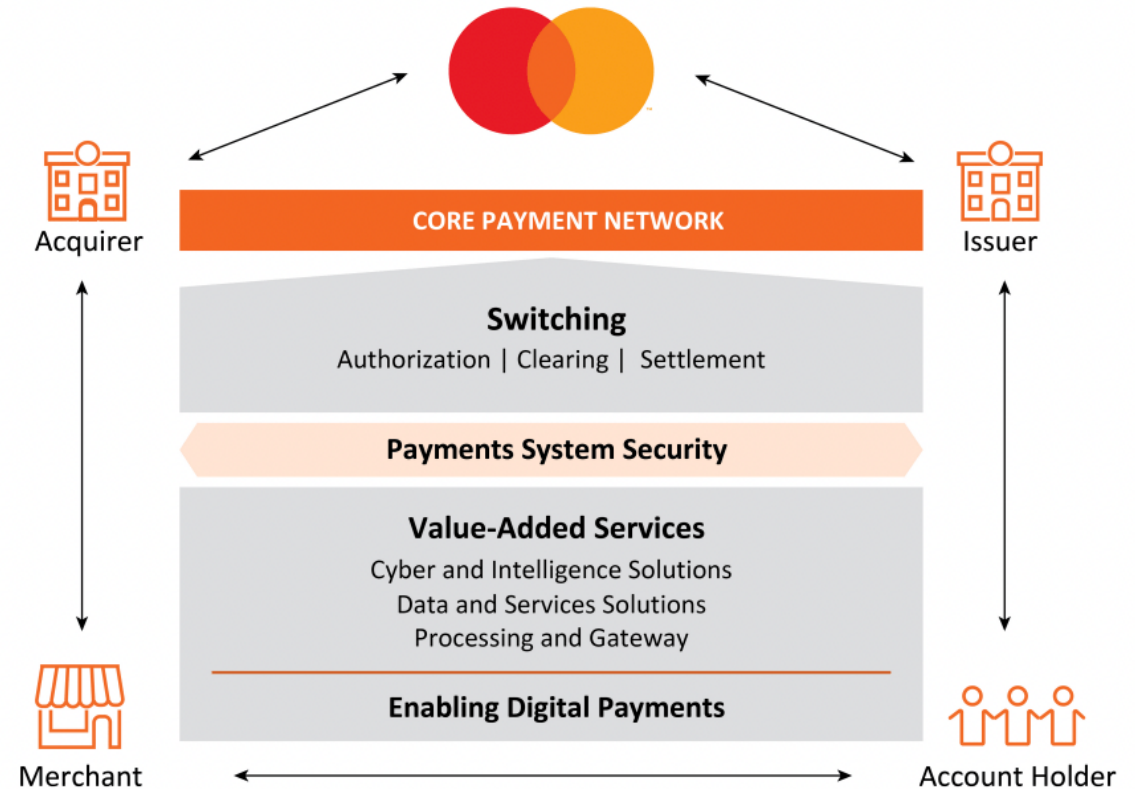 ™
CORE PAYMENT NETWORK
Acquirer
Issuer
Switching
Authorization | Clearing | Settlement
Payments System Security
Value-Added Services
Cyber and Intelligence Solutions
Data and Services Solutions
Processing and Gateway
Enabling Digital Payments
Merchant
Account Holder